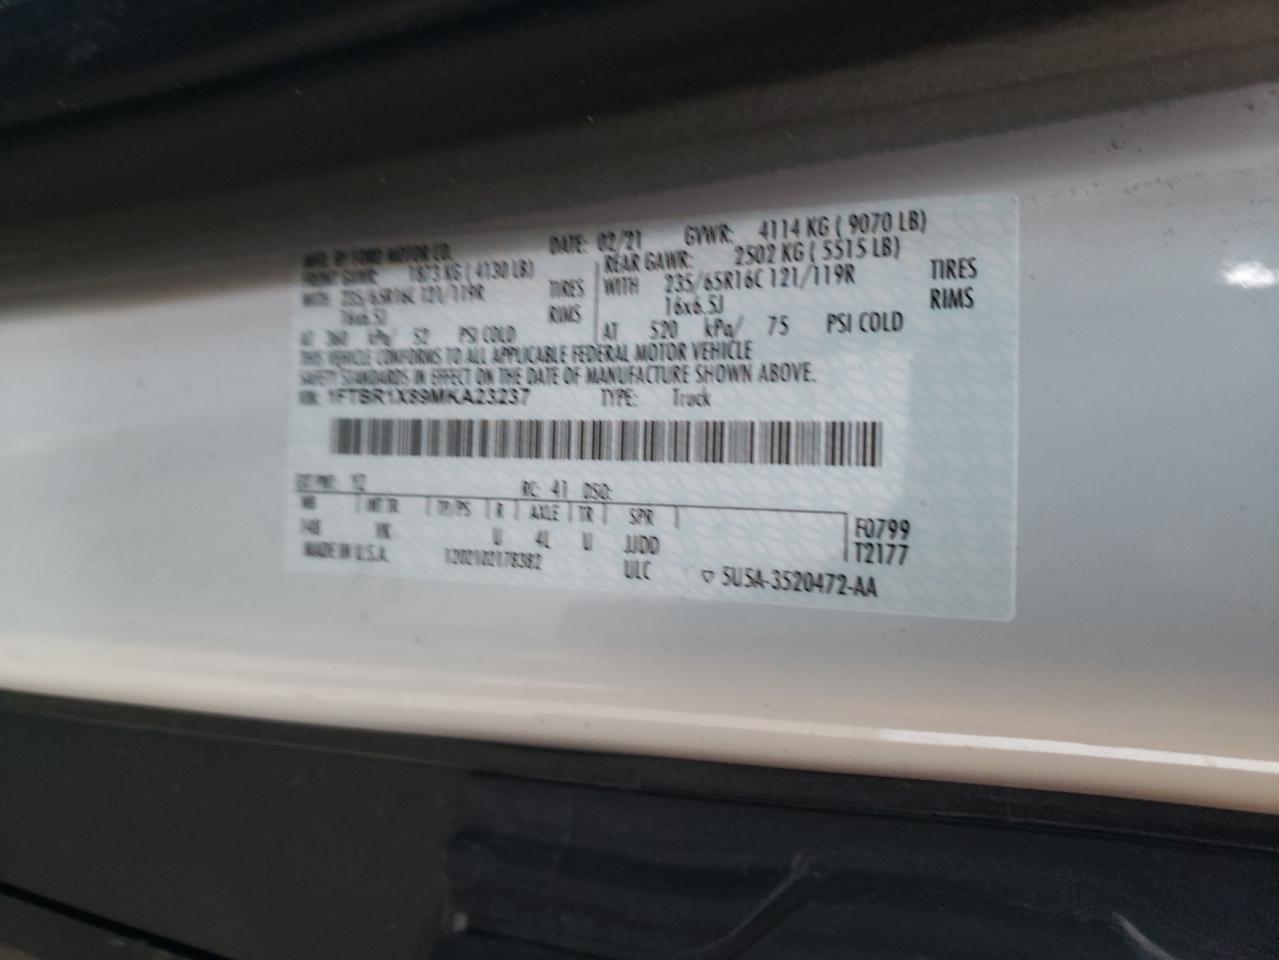 MFD. BY FORD MOTOR CO. DATE: 02/21 GVWR: 4114 KG ( 9070 LB)
FRONT GAWR: 1873 KG ( 4130 LB) REAR GAWR: 2502 KG ( 5515 LB)
WITH 235/65R16C 121/119R TIRES WITH 235/65R16C 121/119R TIRES
16x6.5J RIMS 16x6.5J RIMS
AT 360 kPa/ 52 PSI COLD AT 520 kPa/ 75 PSI COLD
THIS VEHICLE CONFORMS TO ALL APPLICABLE FEDERAL MOTOR VEHICLE
SAFETY STANDARDS IN EFFECT ON THE DATE OF MANUFACTURE SHOWN ABOVE.
VIN: 1FTBR1X89MKA23237 TYPE: Truck
EXT PNT: YZ RC: 41 DSO:
WB INT TR TP/PS R AXLE TR SPR F0799
148 VK U 4L U JJDD T2177
MADE IN U.S.A. ULC ▽ 5U5A-3520472-AA